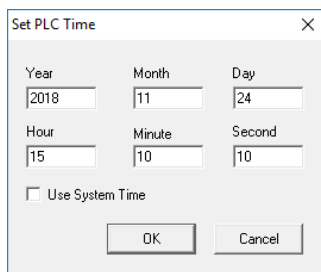 Set PLC Time
Year Month Day
2018 11 24
Hour Minute Second
15 10 10
Use System Time
OK Cancel